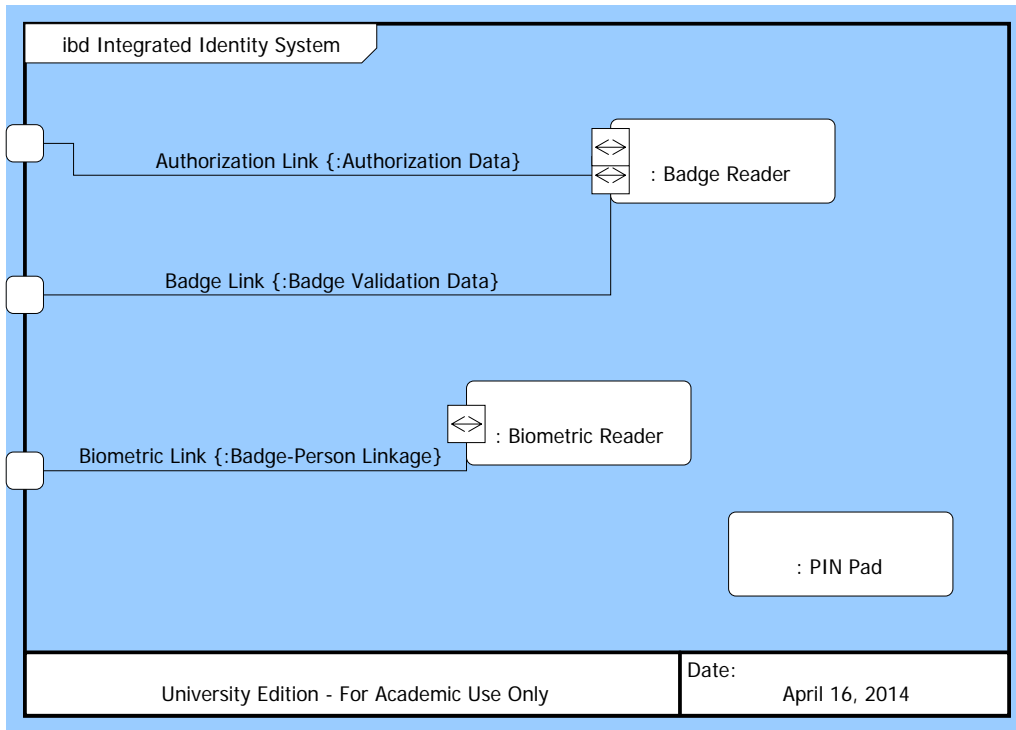 ibd Integrated Identity System
Authorization Link {:Authorization Data}
: Badge Reader
Badge Link {:Badge Validation Data}
: Biometric Reader
Biometric Link {:Badge-Person Linkage}
: PIN Pad
Date:
University Edition - For Academic Use Only
April 16, 2014